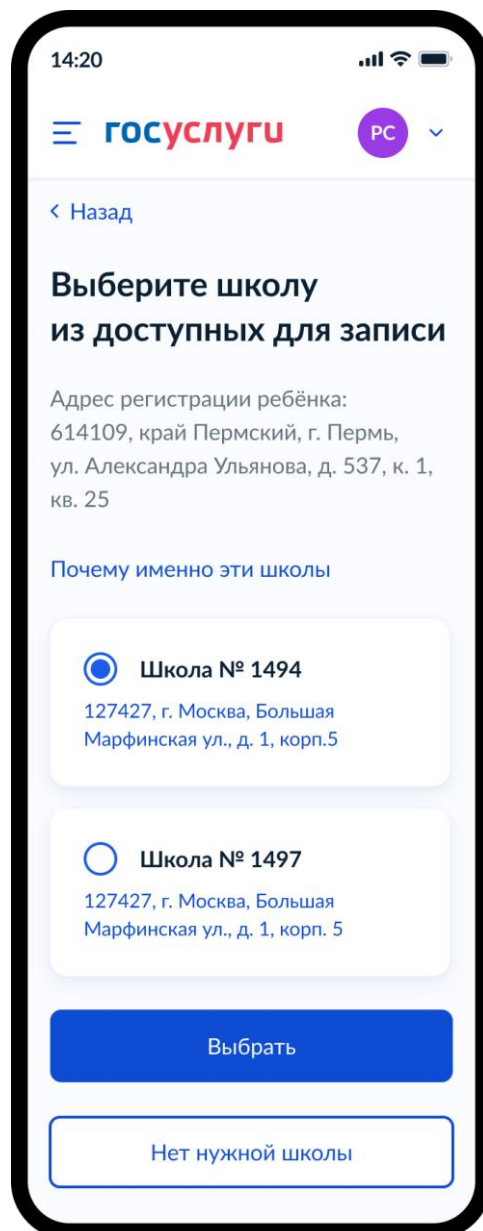 14:20
госуслуги
РС
Назад
Выберите школу
из доступных для записи
Адрес регистрации ребёнка:
614109, край Пермский, г. Пермь,
ул. Александра Ульянова, д. 537, к. 1,
кв. 25
Почему именно эти школы
Школа № 1494
127427, г. Москва, Большая
Марфинская ул., д. 1, корп.5
Школа № 1497
127427, г. Москва, Большая
Марфинская ул., д. 1, корп. 5
Выбрать
Нет нужной школы